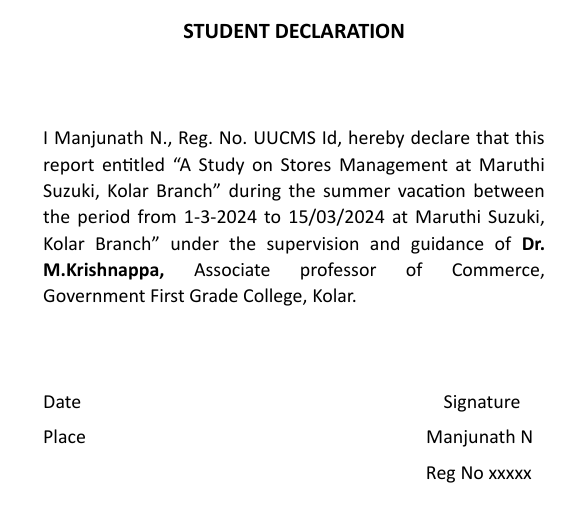 STUDENT DECLARATION
I Manjunath N., Reg. No. UUCMS Id, hereby declare that this
report entitled “A Study on Stores Management at Maruthi
Suzuki, Kolar Branch” during the summer vacation between
the period from 1-3-2024 to 15/03/2024 at Maruthi Suzuki,
Kolar Branch” under the supervision and guidance of Dr.
M.Krishnappa, Associate professor of Commerce,
Government First Grade College, Kolar.
Date Signature
Place Manjunath N
Reg No xxxxx